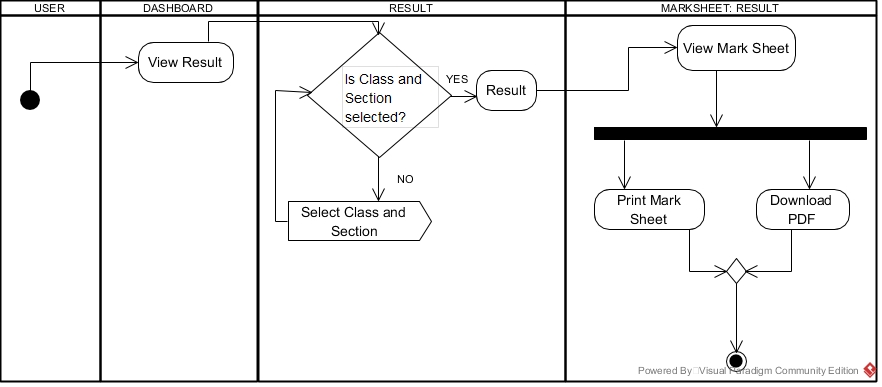 USER
DASHBOARD
RESULT
MARKSHEET: RESULT
View Result
Is Class and
Section
selected?
YES
Result
View Mark Sheet
NO
Select Class and
Section
Print Mark
Sheet
Download
PDF
Powered By Visual Paradigm Community Edition